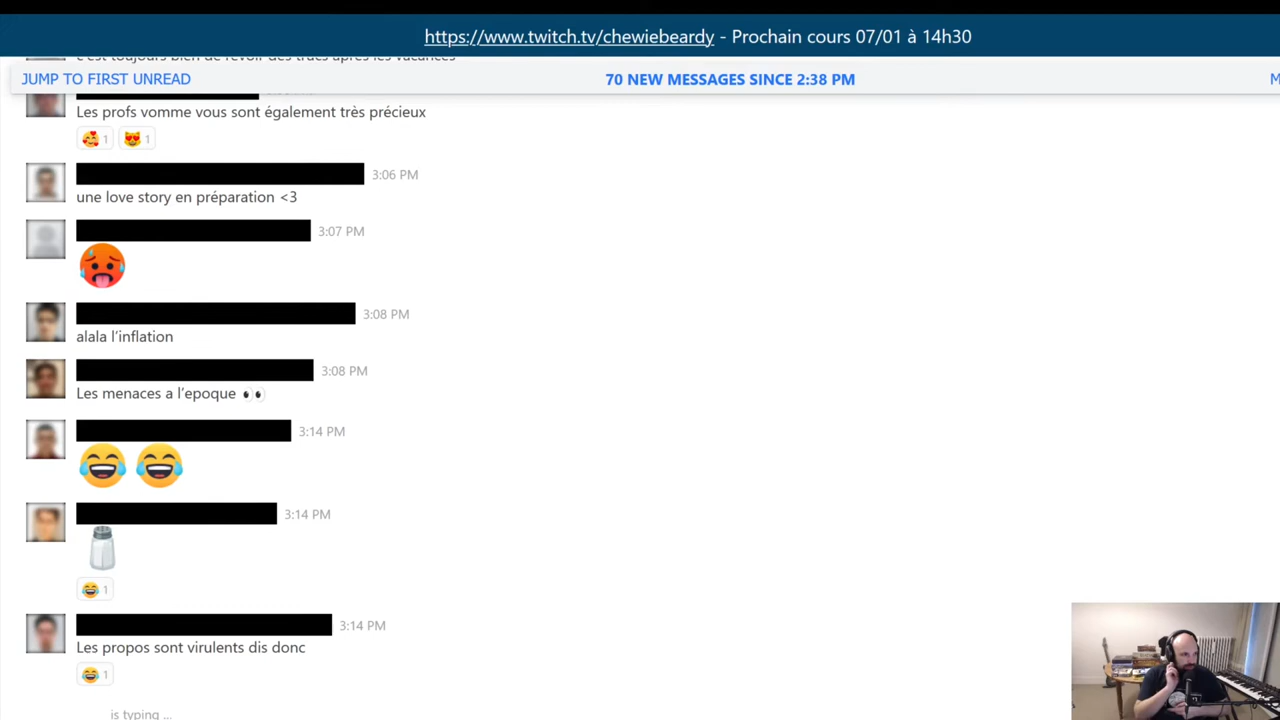 https://www.twitch.tv/chewiebeardy - Prochain cours 07/01 à 14h30
c'est toujours bien de revoir des trucs après les vacances
JUMP TO FIRST UNREAD
70 NEW MESSAGES SINCE 2:38 PM
M
Les profs vomme vous sont également très précieux
1
1
3:06 PM
une love story en préparation <3
3:07 PM
3:08 PM
alala l'inflation
3:08 PM
Les menaces a l'epoque 👀
3:14 PM
3:14 PM
1
3:14 PM
Les propos sont virulents dis donc
1
is typing ...